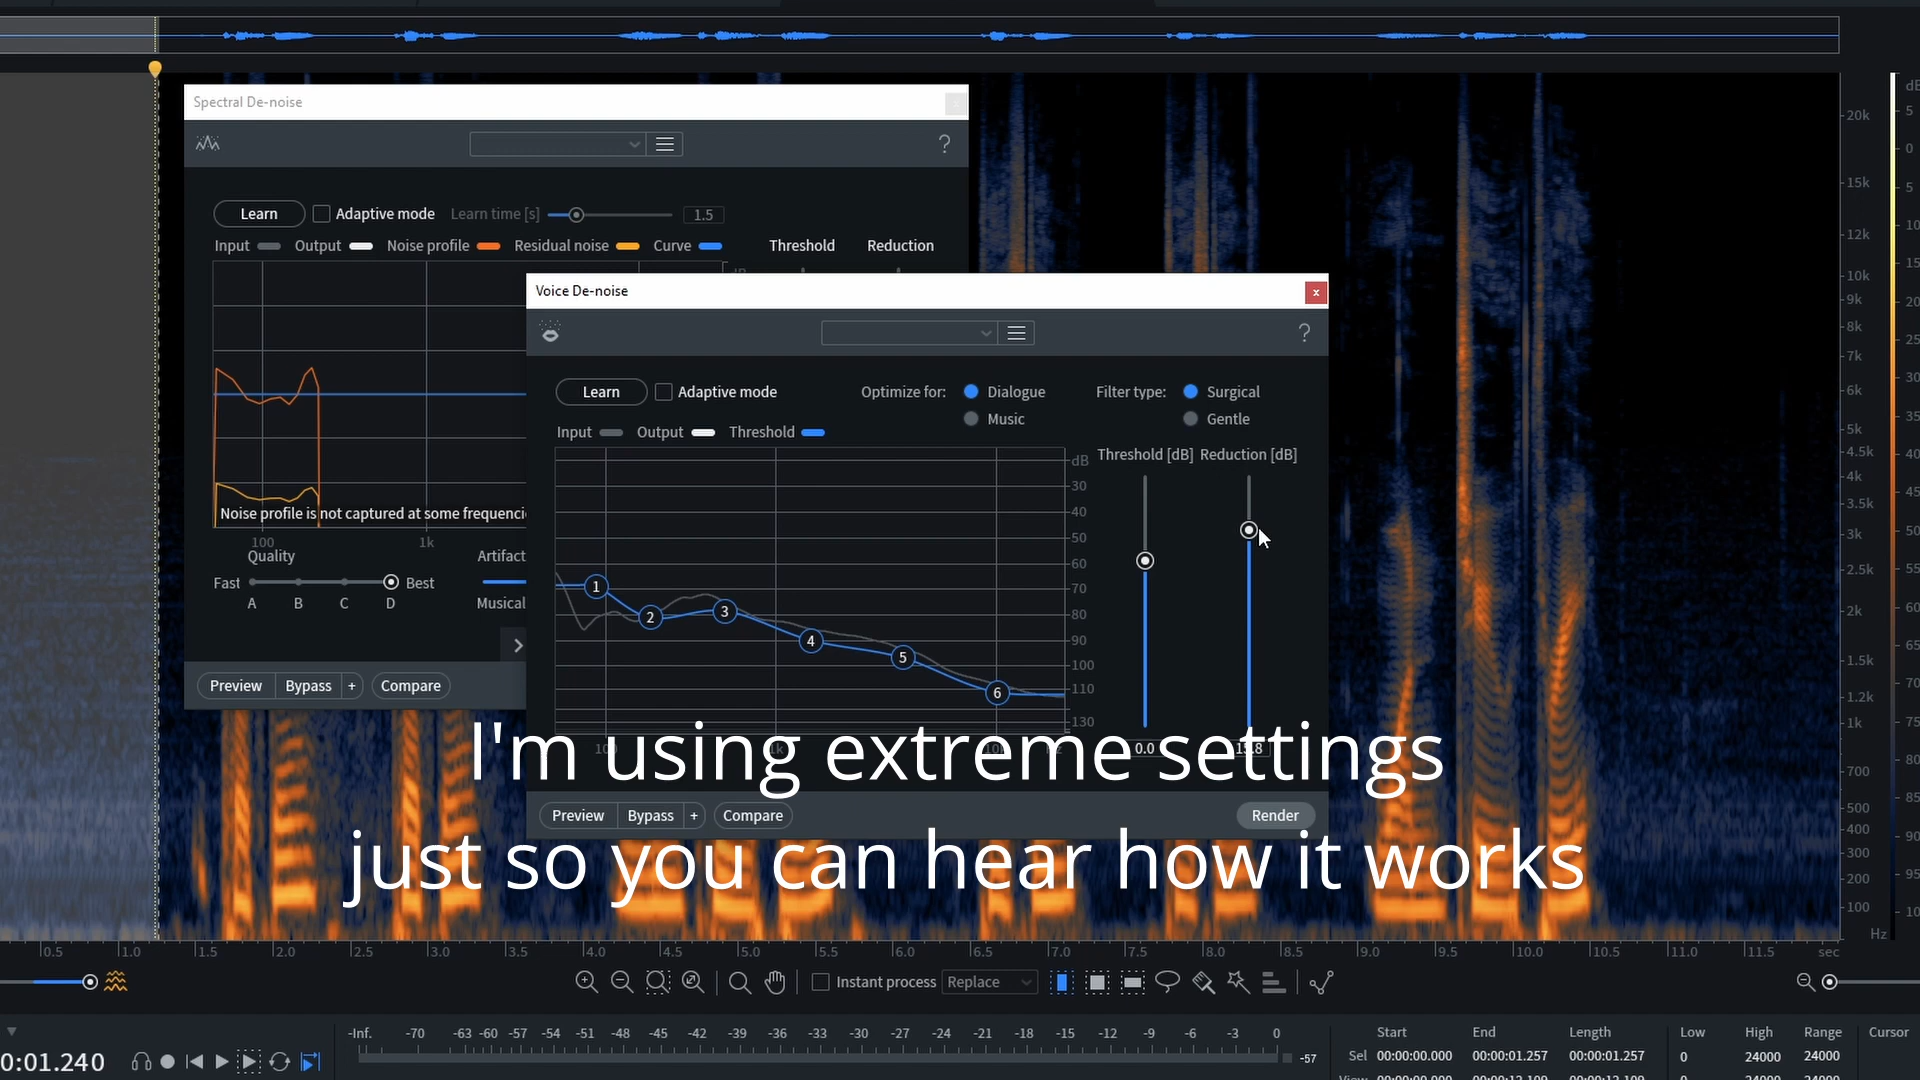 Spectral De-noise
?
Learn Adaptive mode Learn time [s] 1.5
Input Output Noise profile Residual noise Curve Threshold Reduction
Noise profile is not captured at some
100 1k
Quality
Fast Best
A B C D
Musical
Preview Bypass + Compare
Voice De-noise x
?
Learn Adaptive mode Optimize for: Dialogue Filter type: Surgical
Music Gentle
Input Output Threshold
Threshold [dB] Reduction [dB]
dB
30
40
50
60
70
80
90
100
110
130
1 2 3 4 5 6
0.0
Preview Bypass + Compare Render
I'm using extreme settings
just so you can hear how it works
20k
15k
12k
10k
9k
8k
7k
6k
5k
4.5k
4k
3.5k
3k
2.5k
2k
1.5k
1.2k
1k
700
500
400
300
200
100
Hz
0.5 1.0 1.5 2.0 2.5 3.0 3.5 4.0 4.5 5.0 5.5 6.0 6.5 7.0 7.5 8.0 8.5 9.0 9.5 10.0 10.5 11.0 11.5 sec
Instant process Replace
-Inf. -70 -63 -60 -57 -54 -51 -48 -45 -42 -39 -36 -33 -30 -27 -24 -21 -18 -15 -12 -9 -6 -3 0
-57
0:01.240
Start End Length Low High Range Cursor
Sel 00:00:00.000 00:00:01.257 00:00:01.257 0 24000 24000